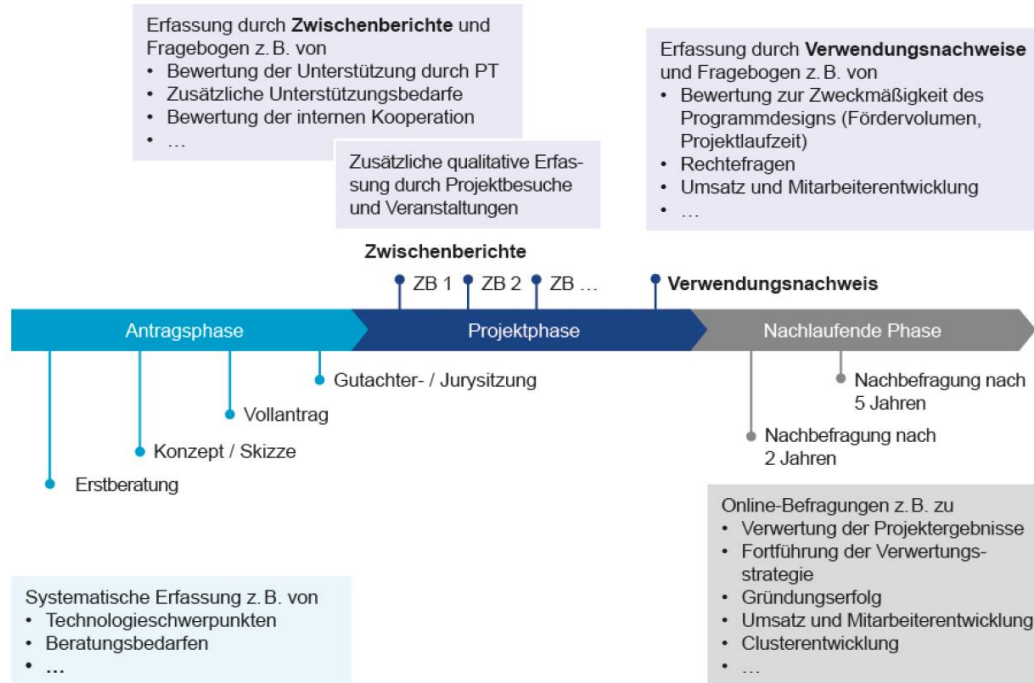 Erfassung durch Zwischenberichte und
Fragebogen z. B. von
• Bewertung der Unterstützung durch PT
• Zusätzliche Unterstützungsbedarfe
• Bewertung der internen Kooperation
• …
Zusätzliche qualitative Erfas-
sung durch Projektbesuche
und Veranstaltungen
Erfassung durch Verwendungsnachweise
und Fragebogen z. B. von
• Bewertung zur Zweckmäßigkeit des
Programmdesigns (Fördervolumen,
Projektlaufzeit)
• Rechtefragen
• Umsatz und Mitarbeiterentwicklung
• …
Zwischenberichte
ZB 1 ZB 2 ZB …
Verwendungsnachweis
Antragsphase
Projektphase
Nachlaufende Phase
Gutachter- / Jurysitzung
Vollantrag
Konzept / Skizze
Erstberatung
Nachbefragung nach
5 Jahren
Nachbefragung nach
2 Jahren
Systematische Erfassung z. B. von
• Technologieschwerpunkten
• Beratungsbedarfen
• …
Online-Befragungen z. B. zu
• Verwertung der Projektergebnisse
• Fortführung der Verwertungs-
strategie
• Gründungserfolg
• Umsatz und Mitarbeiterentwicklung
• Clusterentwicklung
• …